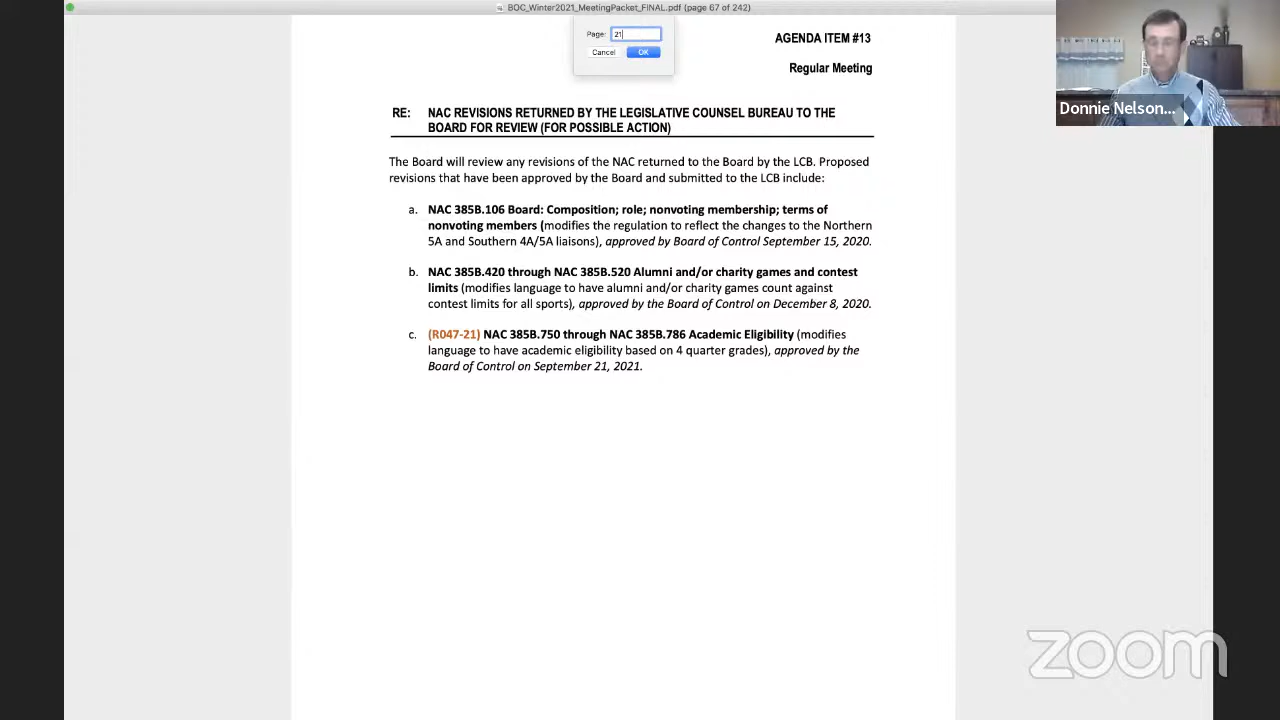 BOC_Winter2021_MeetingPacket_FINAL.pdf (page 67 of 242)
Page: 21
Cancel OK
AGENDA ITEM #13
Regular Meeting
RE: NAC REVISIONS RETURNED BY THE LEGISLATIVE COUNSEL BUREAU TO THE
BOARD FOR REVIEW (FOR POSSIBLE ACTION)
The Board will review any revisions of the NAC returned to the Board by the LCB. Proposed
revisions that have been approved by the Board and submitted to the LCB include:
a. NAC 385B.106 Board: Composition; role; nonvoting membership; terms of
nonvoting members (modifies the regulation to reflect the changes to the Northern
5A and Southern 4A/5A liaisons), approved by Board of Control September 15, 2020.
b. NAC 385B.420 through NAC 385B.520 Alumni and/or charity games and contest
limits (modifies language to have alumni and/or charity games count against
contest limits for all sports), approved by the Board of Control on December 8, 2020.
c. (R047-21) NAC 385B.750 through NAC 385B.786 Academic Eligibility (modifies
language to have academic eligibility based on 4 quarter grades), approved by the
Board of Control on September 21, 2021.
Donnie Nelson...
zoom